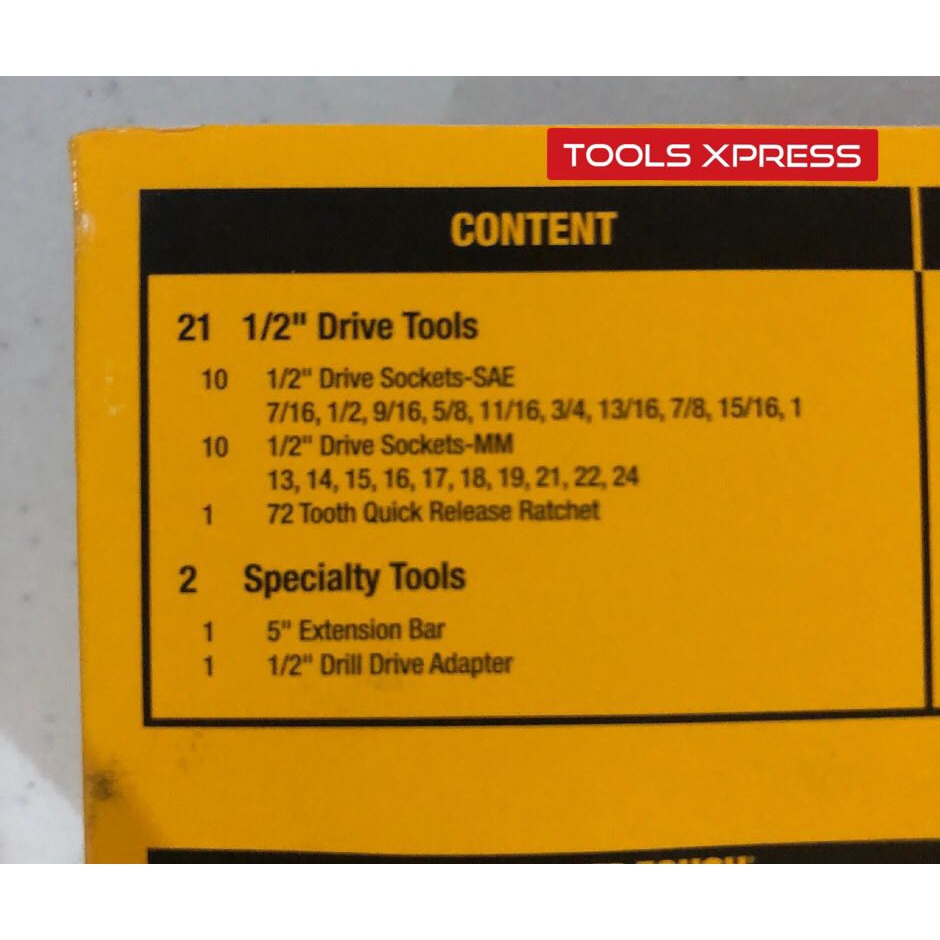 TOOLS XPRESS
CONTENT
21 1/2" Drive Tools
10 1/2" Drive Sockets-SAE
7/16, 1/2, 9/16, 5/8, 11/16, 3/4, 13/16, 7/8, 15/16, 1
10 1/2" Drive Sockets-MM
13, 14, 15, 16, 17, 18, 19, 21, 22, 24
1 72 Tooth Quick Release Ratchet
2 Specialty Tools
1 5" Extension Bar
1 1/2" Drill Drive Adapter